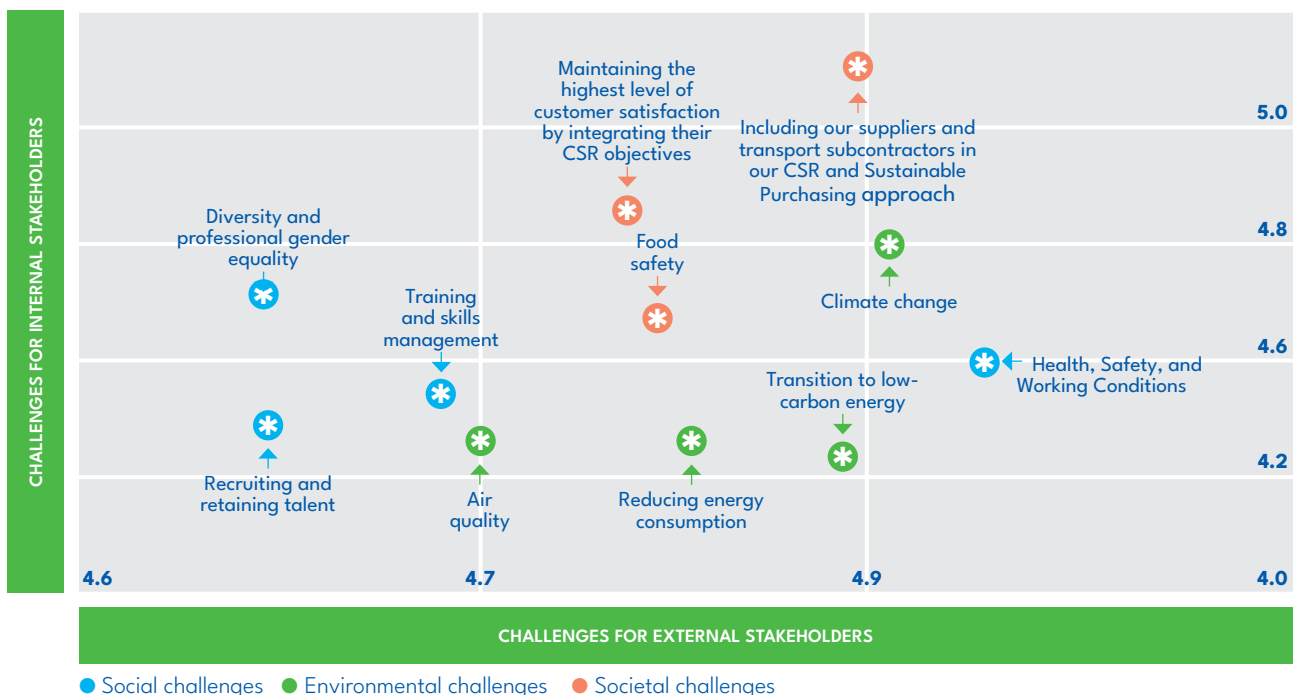 CHALLENGES FOR INTERNAL STAKEHOLDERS
Maintaining the
highest level of
customer satisfaction
by integrating their
CSR objectives
Including our suppliers and
transport subcontractors in
our CSR and Sustainable
Purchasing approach
5.0
Diversity and
professional gender
equality
Food
safety
4.8
Training
and skills
management
Climate change
4.6
Health, Safety, and
Working Conditions
Transition to low-
carbon energy
4.2
Recruiting and
retaining talent
Air
quality
Reducing energy
consumption
4.6
4.7
4.9
4.0
CHALLENGES FOR EXTERNAL STAKEHOLDERS
Social challenges
Environmental challenges
Societal challenges